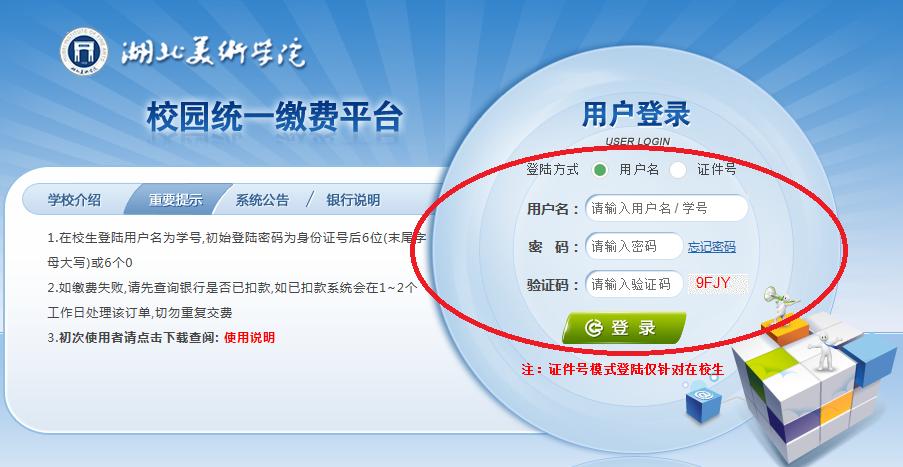 湖北美術学院
湖北美術学院
校园统一缴费平台
学校介绍 重要提示 系统公告 / 银行说明
1.在校生登陆用户名为学号,初始登陆密码为身份证号后6位(末尾字
母大写)或6个0
2.如缴费失败,请先查询银行是否已扣款,如已扣款系统会在1~2个
工作日处理该订单,切勿重复交费
3.初次使用者请点击下载查阅: 使用说明
用户登录
USER LOGIN
登陆方式 用户名 证件号
用户名： 请输入用户名 / 学号
密 码： 请输入密码 忘记密码
验证码： 请输入验证码 9FJY
登 录
注：证件号模式登陆仅针对在校生
@